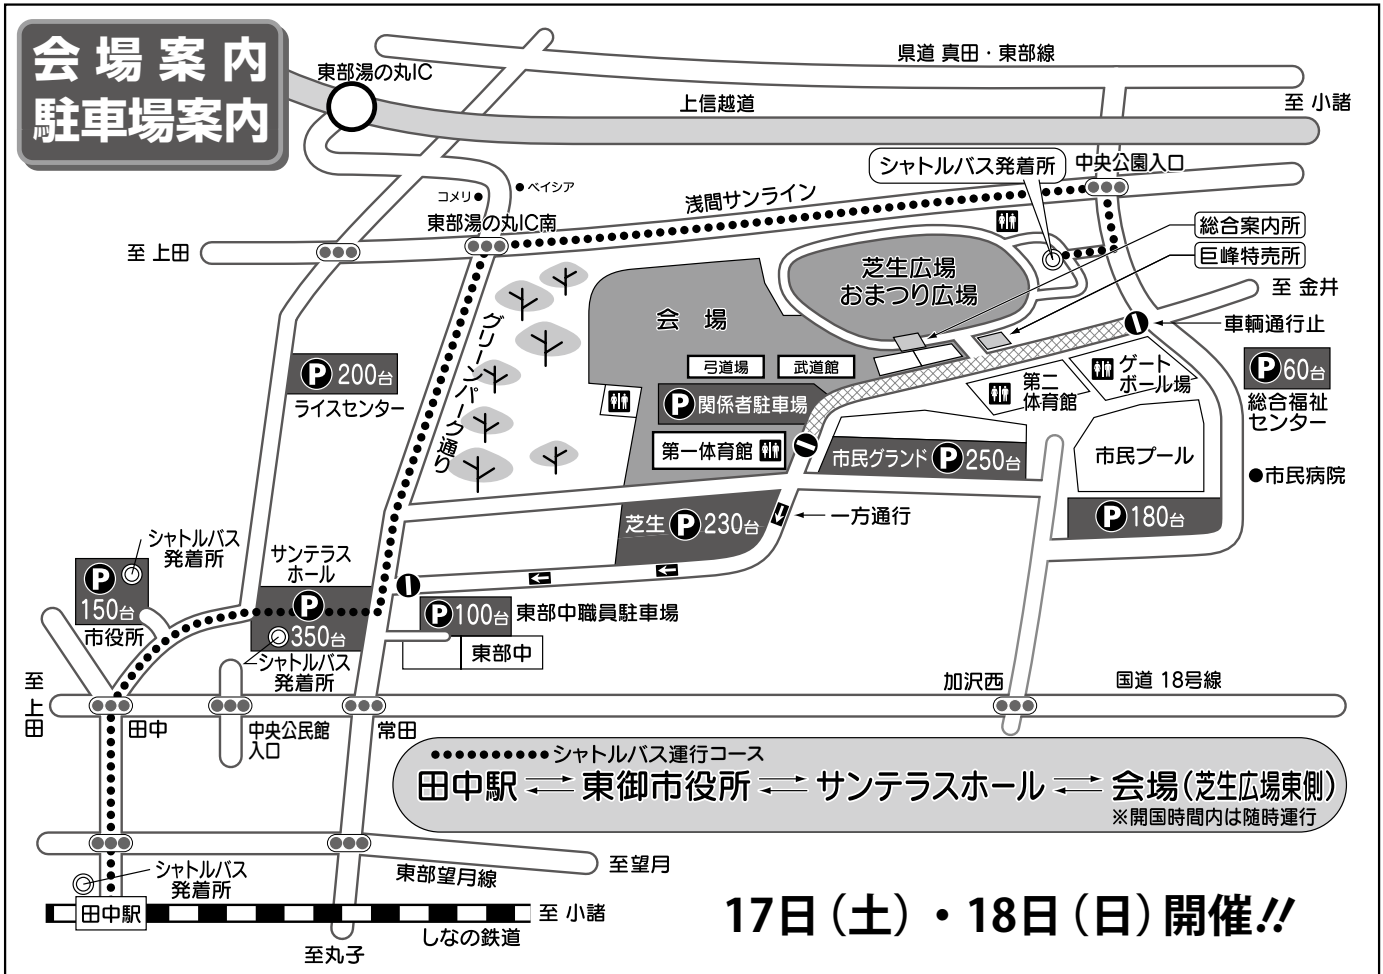 会場案内
駐車場案内
県道 真田・東部線
東部湯の丸IC
上信越道
至 小諸
シャトルバス発着所
中央公園入口
コメリ
ベイシア
浅間サンライン
東部湯の丸IC南
至 上田
総合案内所
巨峰特売所
芝生広場
おまつり広場
至 金井
会 場
車輌通行止
グリーンパーク通り
弓道場
武道館
P 200台
ライスセンター
ゲート
ボール場
第二
体育館
P 60台
総合福祉
センター
P 関係者駐車場
第一体育館
市民グランド P 250台
市民プール
市民病院
芝生 P 230台
一方通行
P 180台
シャトルバス
発着所
サンテラス
ホール
P
150台
市役所
P
350台
シャトルバス
発着所
P 100台
東部中職員駐車場
東部中
至
上
田
加沢西
国道 18号線
田中
中央公民館
入口
常田
シャトルバス運行コース
田中駅 東御市役所 サンテラスホール 会場(芝生広場東側)
※開国時間内は随時運行
シャトルバス
発着所
東部望月線
至望月
田中駅
至 小諸
しなの鉄道
至丸子
17日(土)・18日(日)開催!!